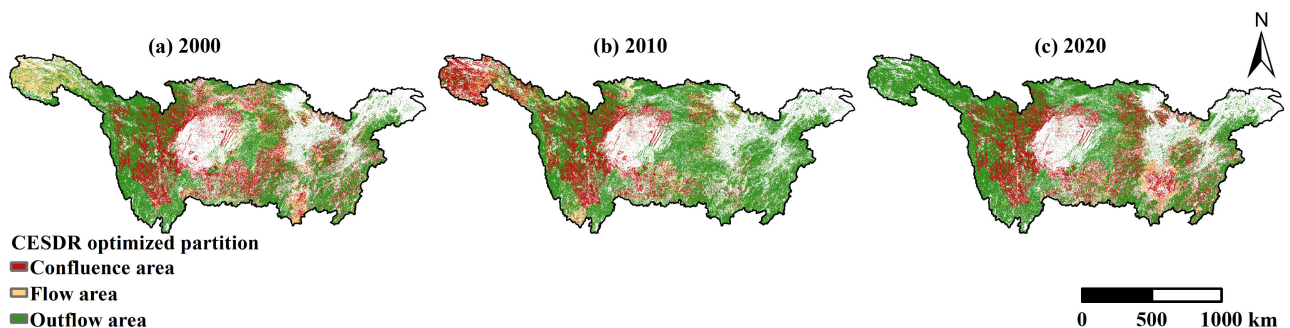 (a) 2000
(b) 2010
(c) 2020
N
CESDR optimized partition
Confluence area
Flow area
Outflow area
0 500 1000 km